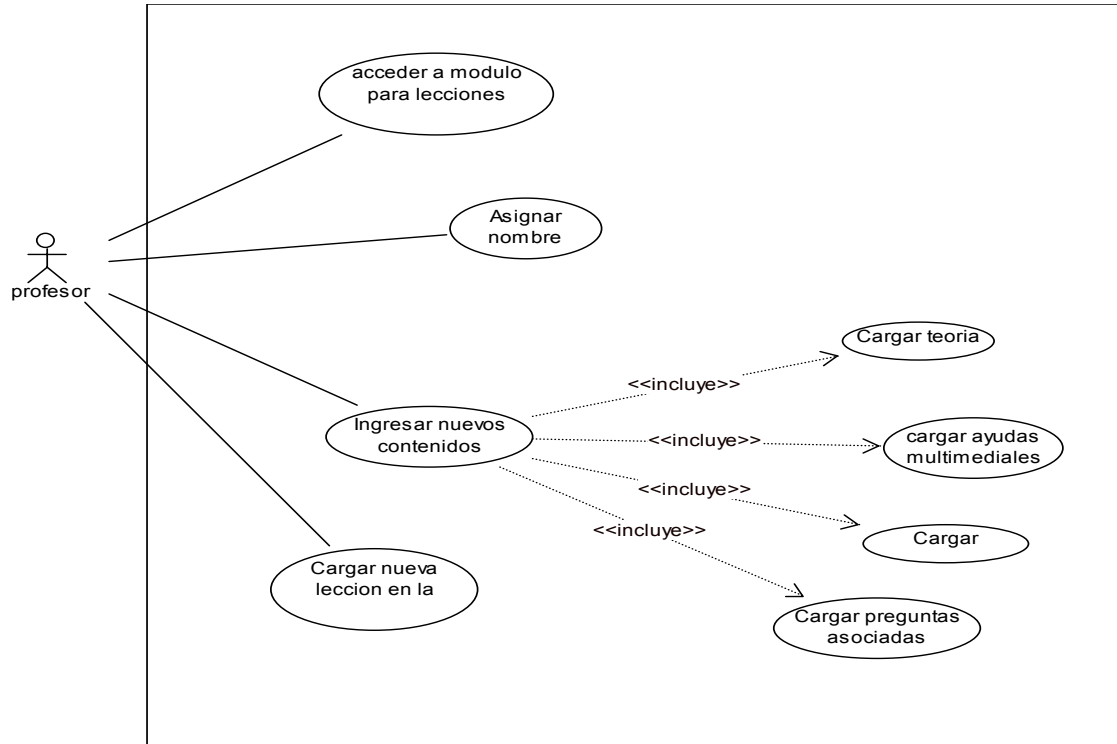 acceder a modulo
para lecciones
Asignar
nombre
profesor
Cargar teoria
<<incluye>>
Ingresar nuevos
contenidos
<<incluye>>
cargar ayudas
multimediales
<<incluye>>
<<incluye>>
Cargar
Cargar nueva
leccion en la
Cargar preguntas
asociadas